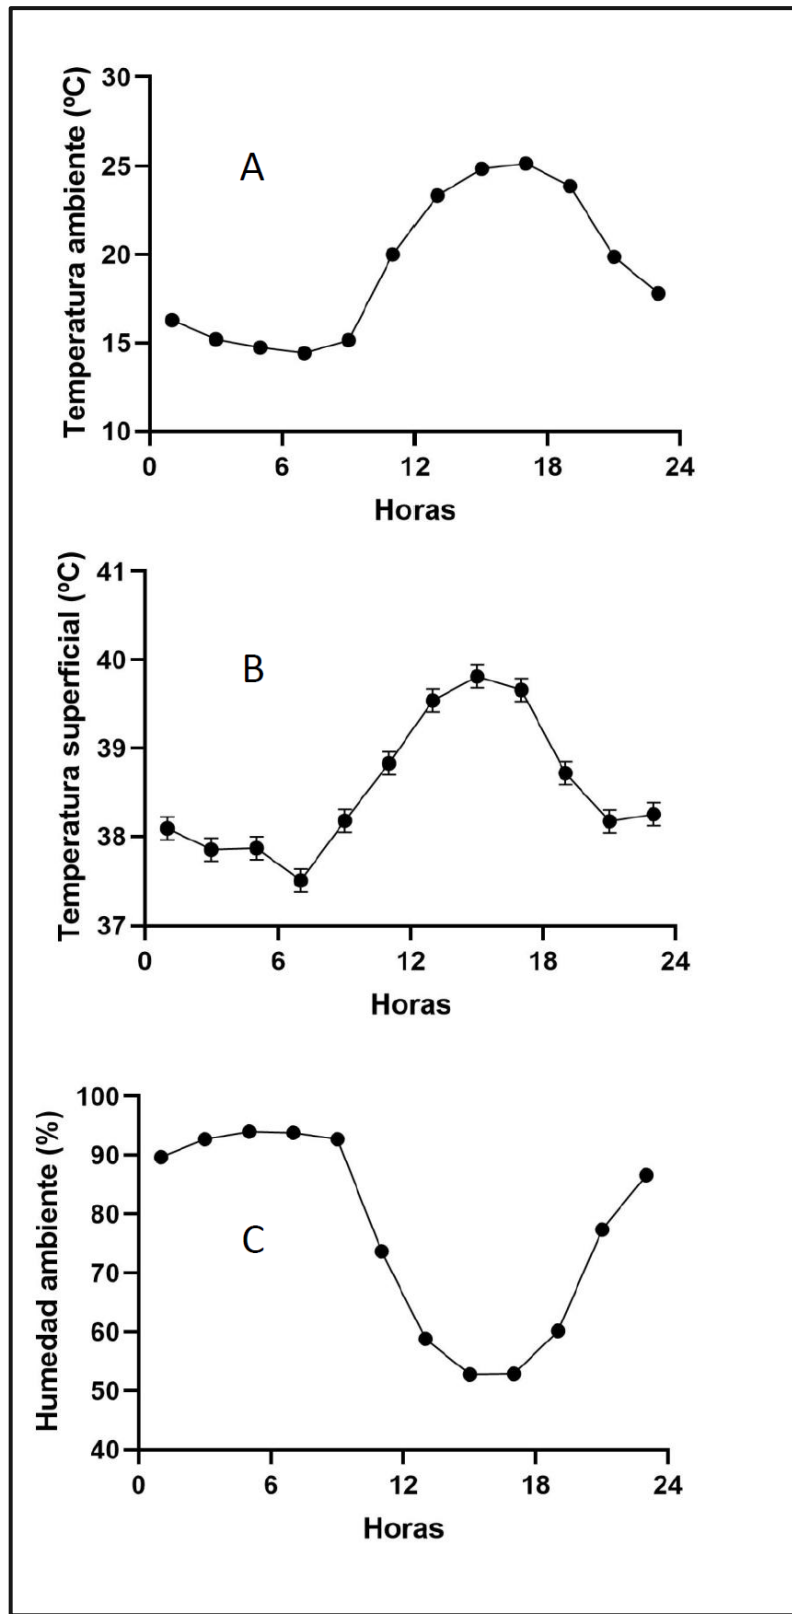 Temperatura ambiente (ºC)
30
25
20
15
10
A
0 6 12 18 24
Horas
Temperatura superficial (ºC)
41
40
39
38
37
B
0 6 12 18 24
Horas
Humedad ambiente (%)
100
90
80
70
60
50
40
C
0 6 12 18 24
Horas